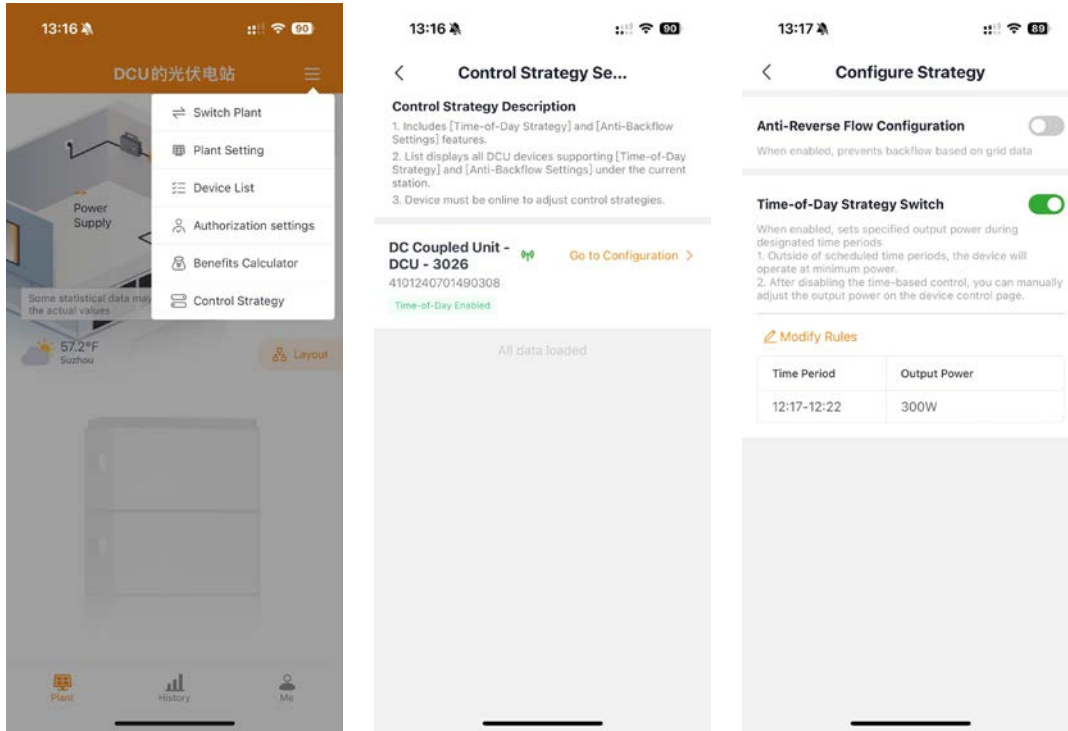 13:16
90
DCU的光伏电站
Switch Plant
Plant Setting
Device List
Authorization settings
Benefits Calculator
Control Strategy
Power
Supply
Some statistical data may
the actual values
57.2°F
Suzhou
Layout
Plant
History
Me
13:16
90
Control Strategy Se...
Control Strategy Description
1. Includes [Time-of-Day Strategy] and [Anti-Backflow
Settings] features.
2. List displays all DCU devices supporting [Time-of-Day
Strategy] and [Anti-Backflow Settings] under the current
station.
3. Device must be online to adjust control strategies.
DC Coupled Unit -
DCU - 3026
Go to Configuration >
4101240701490308
Time-of-Day Enabled
All data loaded
13:17
89
Configure Strategy
Anti-Reverse Flow Configuration
When enabled, prevents backflow based on grid data
Time-of-Day Strategy Switch
When enabled, sets specified output power during
designated time periods
1. Outside of scheduled time periods, the device will
operate at minimum power.
2. After disabling the time-based control, you can manually
adjust the output power on the device control page.
Modify Rules
Time Period Output Power
12:17-12:22 300W